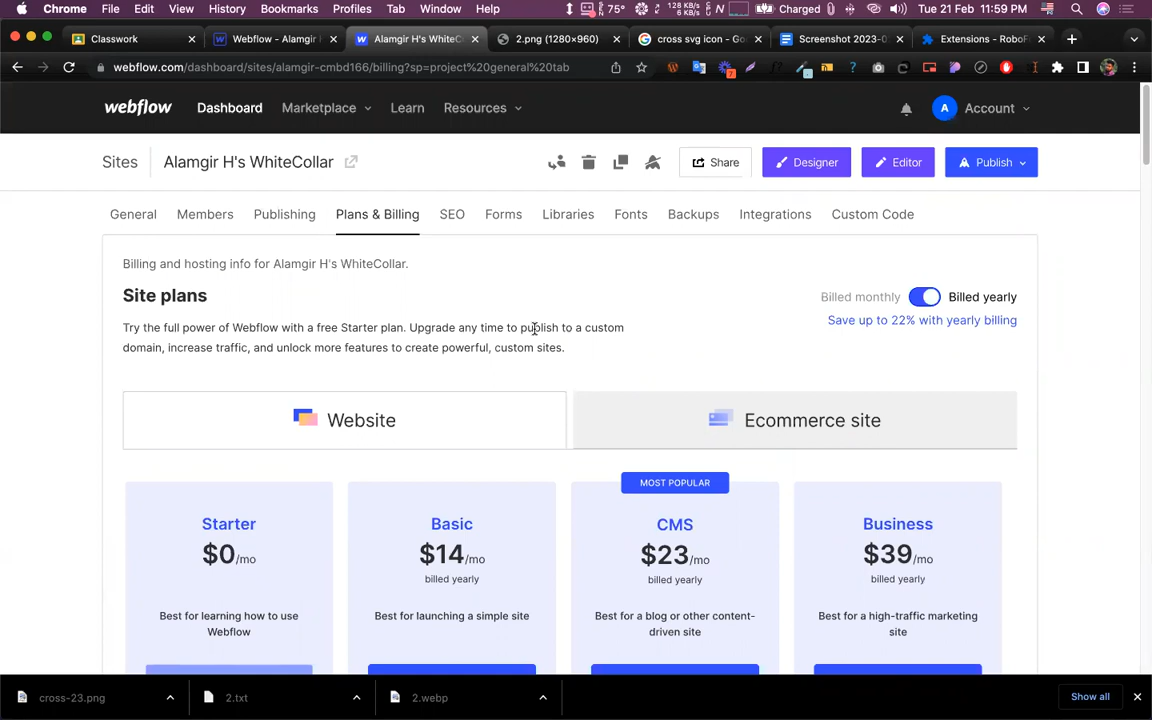 Chrome File Edit View History Bookmarks Profiles Tab Window Help 75° 128 KB/s 6 KB/s Charged Tue 21 Feb 11:59 PM
Classwork Webflow - Alamgir Alamgir H's WhiteC 2.png (1280×960) cross svg icon - Go Screenshot 2023-0 Extensions - RoboF
webflow.com/dashboard/sites/alamgir-cmbd166/billing?sp=project%20general%20tab
webflow Dashboard Marketplace Learn Resources A Account
Sites Alamgir H's WhiteCollar Share Designer Editor Publish
General Members Publishing Plans & Billing SEO Forms Libraries Fonts Backups Integrations Custom Code
Billing and hosting info for Alamgir H's WhiteCollar.
Site plans
Billed monthly Billed yearly
Save up to 22% with yearly billing
Try the full power of Webflow with a free Starter plan. Upgrade any time to publish to a custom
domain, increase traffic, and unlock more features to create powerful, custom sites.
Website Ecommerce site
MOST POPULAR
Starter Basic CMS Business
$0/mo $14/mo $23/mo $39/mo
billed yearly billed yearly billed yearly
Best for learning how to use Best for launching a simple site Best for a blog or other content- Best for a high-traffic marketing
Webflow driven site site
cross-23.png 2.txt 2.webp Show all